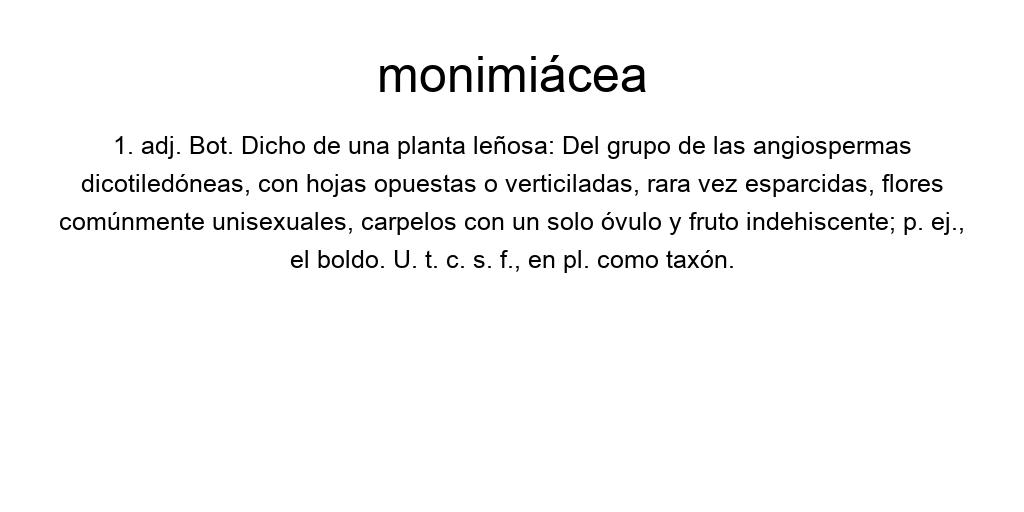 monimiácea
1. adj. Bot. Dicho de una planta leñosa: Del grupo de las angiospermas
dicotiledóneas, con hojas opuestas o verticiladas, rara vez esparcidas, flores
comúnmente unisexuales, carpelos con un solo óvulo y fruto indehiscente; p. ej.,
el boldo. U. t. c. s. f., en pl. como taxón.